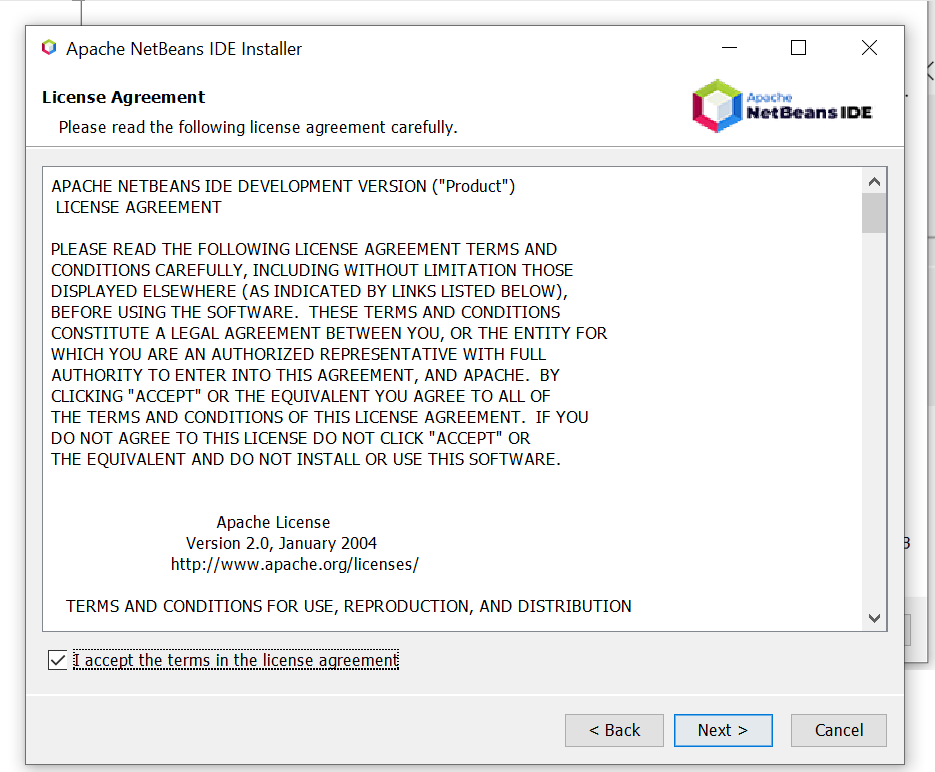 Apache NetBeans IDE Installer
License Agreement
Please read the following license agreement carefully.
Apache
NetBeans IDE
APACHE NETBEANS IDE DEVELOPMENT VERSION ("Product")
LICENSE AGREEMENT
PLEASE READ THE FOLLOWING LICENSE AGREEMENT TERMS AND
CONDITIONS CAREFULLY, INCLUDING WITHOUT LIMITATION THOSE
DISPLAYED ELSEWHERE (AS INDICATED BY LINKS LISTED BELOW),
BEFORE USING THE SOFTWARE.  THESE TERMS AND CONDITIONS
CONSTITUTE A LEGAL AGREEMENT BETWEEN YOU, OR THE ENTITY FOR
WHICH YOU ARE AN AUTHORIZED REPRESENTATIVE WITH FULL
AUTHORITY TO ENTER INTO THIS AGREEMENT, AND APACHE.  BY
CLICKING "ACCEPT" OR THE EQUIVALENT YOU AGREE TO ALL OF
THE TERMS AND CONDITIONS OF THIS LICENSE AGREEMENT.  IF YOU
DO NOT AGREE TO THIS LICENSE DO NOT CLICK "ACCEPT" OR
THE EQUIVALENT AND DO NOT INSTALL OR USE THIS SOFTWARE.
Apache License
Version 2.0, January 2004
http://www.apache.org/licenses/
TERMS AND CONDITIONS FOR USE, REPRODUCTION, AND DISTRIBUTION
I accept the terms in the license agreement
< Back
Next >
Cancel